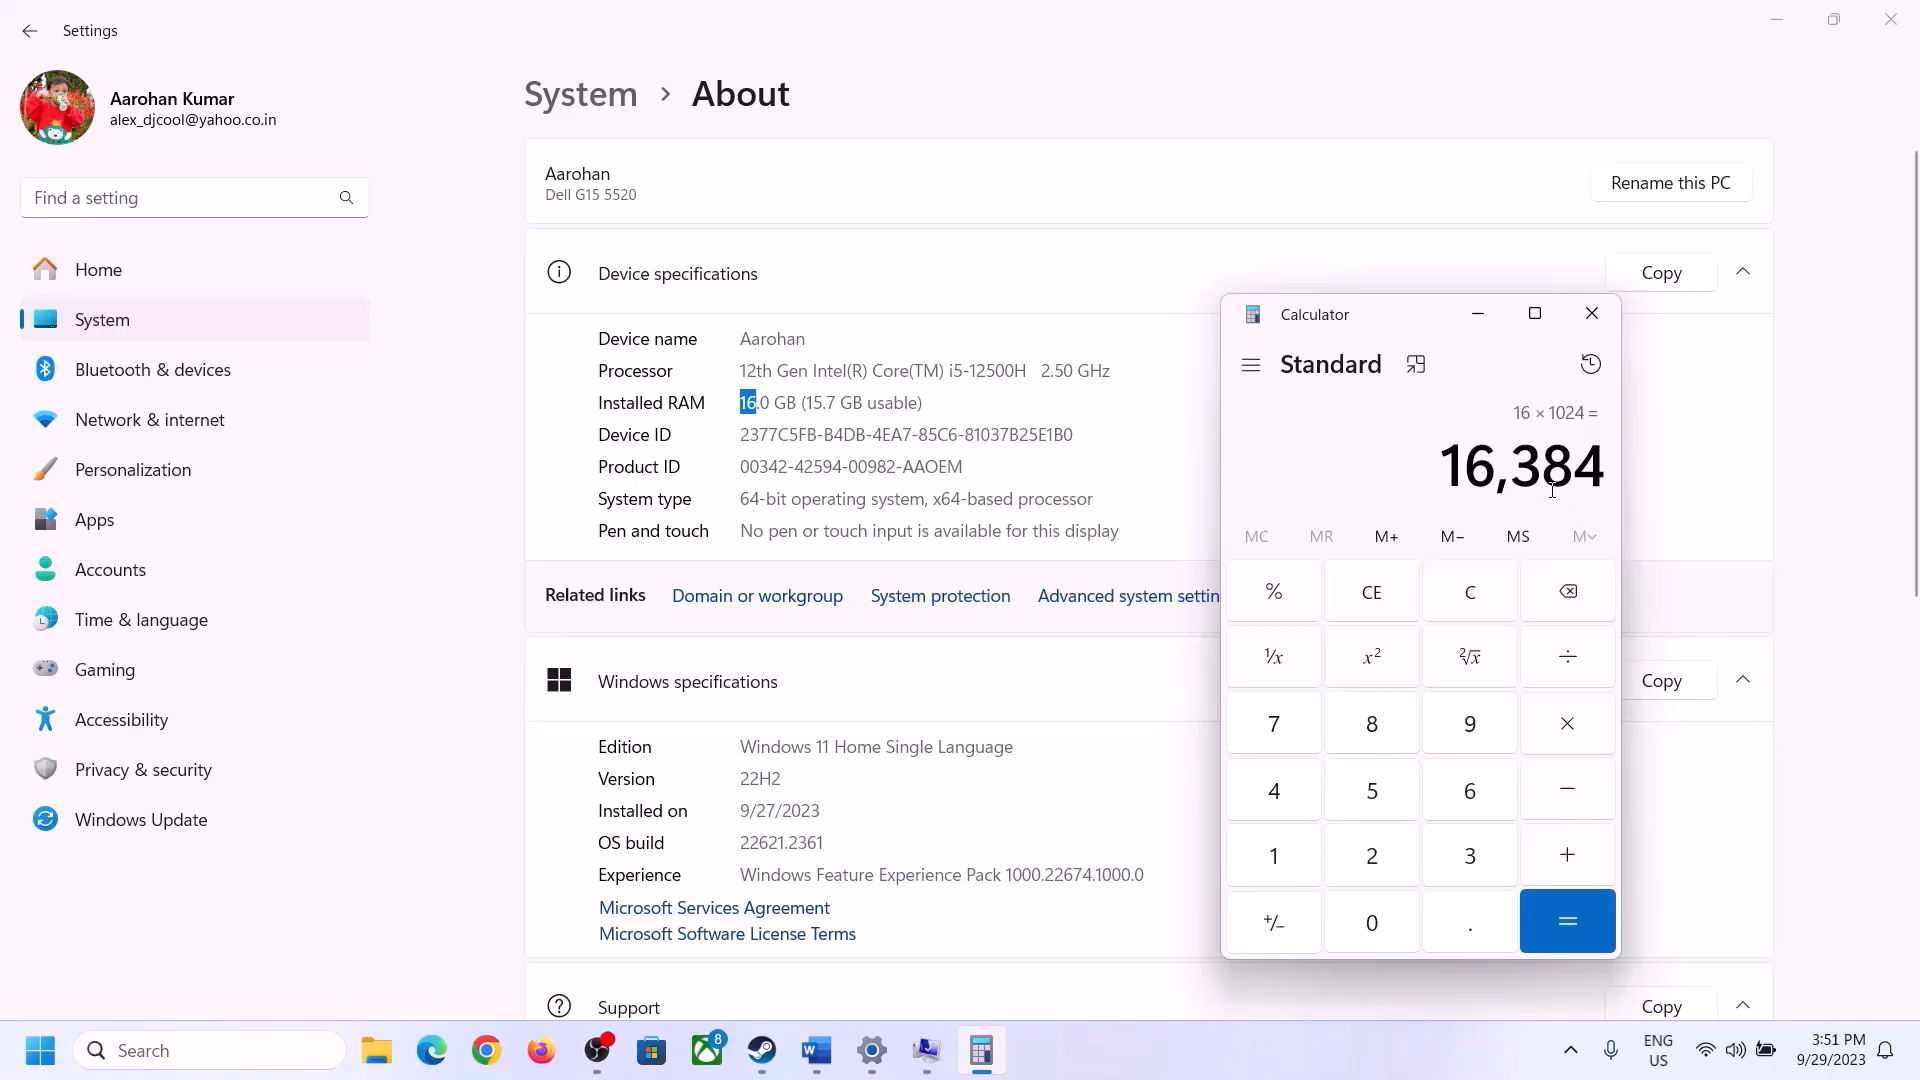 Settings
Aarohan Kumar
alex_djcool@yahoo.co.in
Find a setting
Home
System
Bluetooth & devices
Network & internet
Personalization
Apps
Accounts
Time & language
Gaming
Accessibility
Privacy & security
Windows Update
System > About
Aarohan
Dell G15 5520
Rename this PC
Device specifications
Copy
Device name Aarohan
Processor 12th Gen Intel(R) Core(TM) i5-12500H 2.50 GHz
Installed RAM 16.0 GB (15.7 GB usable)
Device ID 2377C5FB-B4DB-4EA7-85C6-81037B25E1B0
Product ID 00342-42594-00982-AAOEM
System type 64-bit operating system, x64-based processor
Pen and touch No pen or touch input is available for this display
Related links Domain or workgroup System protection Advanced system settin
Windows specifications
Copy
Edition Windows 11 Home Single Language
Version 22H2
Installed on 9/27/2023
OS build 22621.2361
Experience Windows Feature Experience Pack 1000.22674.1000.0
Microsoft Services Agreement
Microsoft Software License Terms
Support
Copy
Calculator
Standard
16 × 1024 =
16,384
MC MR M+ M− MS M
% CE C
¹/x x² ²√x ÷
7 8 9 ×
4 5 6 −
1 2 3 +
+/− 0 . =
Search
8
ENG
US
3:51 PM
9/29/2023